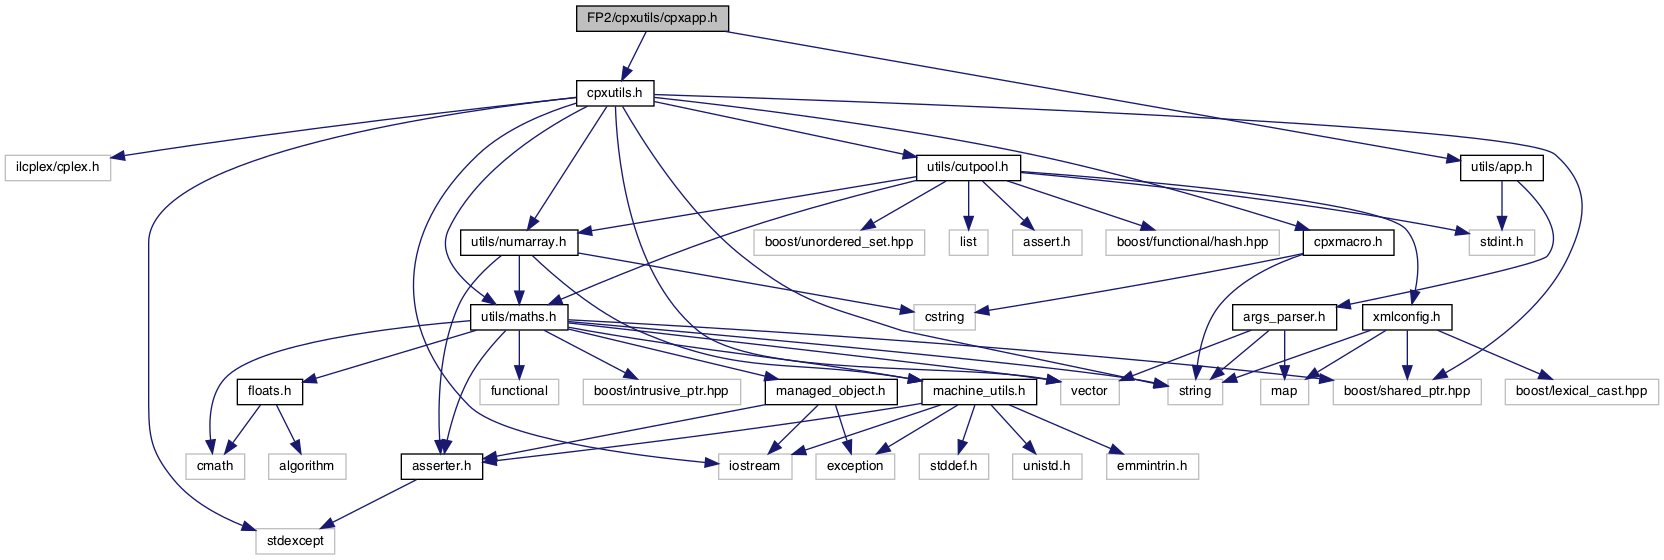 FP2/cpxutils/cpxapp.h
cpxutils.h
ilcplex/cplex.h
utils/cutpool.h
utils/app.h
utils/numarray.h
boost/unordered_set.hpp
list
assert.h
boost/functional/hash.hpp
cpxmacro.h
stdint.h
utils/maths.h
cstring
args_parser.h
xmlconfig.h
floats.h
functional
boost/intrusive_ptr.hpp
managed_object.h
machine_utils.h
vector
string
map
boost/shared_ptr.hpp
boost/lexical_cast.hpp
cmath
algorithm
asserter.h
iostream
exception
stddef.h
unistd.h
emmintrin.h
stdexcept